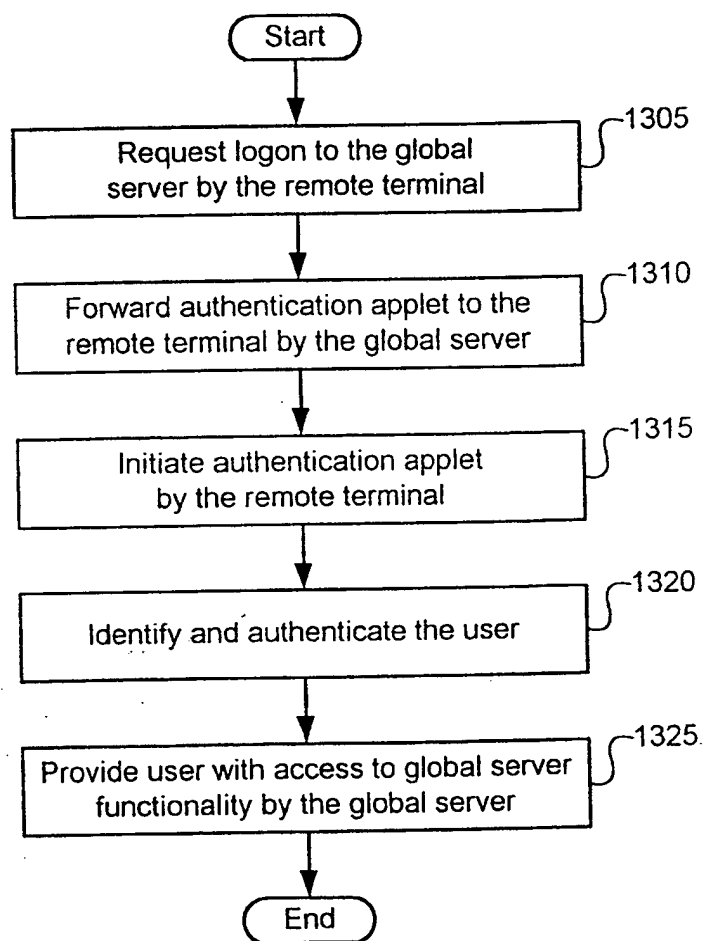 Start
1305
Request logon to the global
server by the remote terminal
1310
Forward authentication applet to the
remote terminal by the global server
1315
Initiate authentication applet
by the remote terminal
1320
Identify and authenticate the user
1325
Provide user with access to global server
functionality by the global server
End